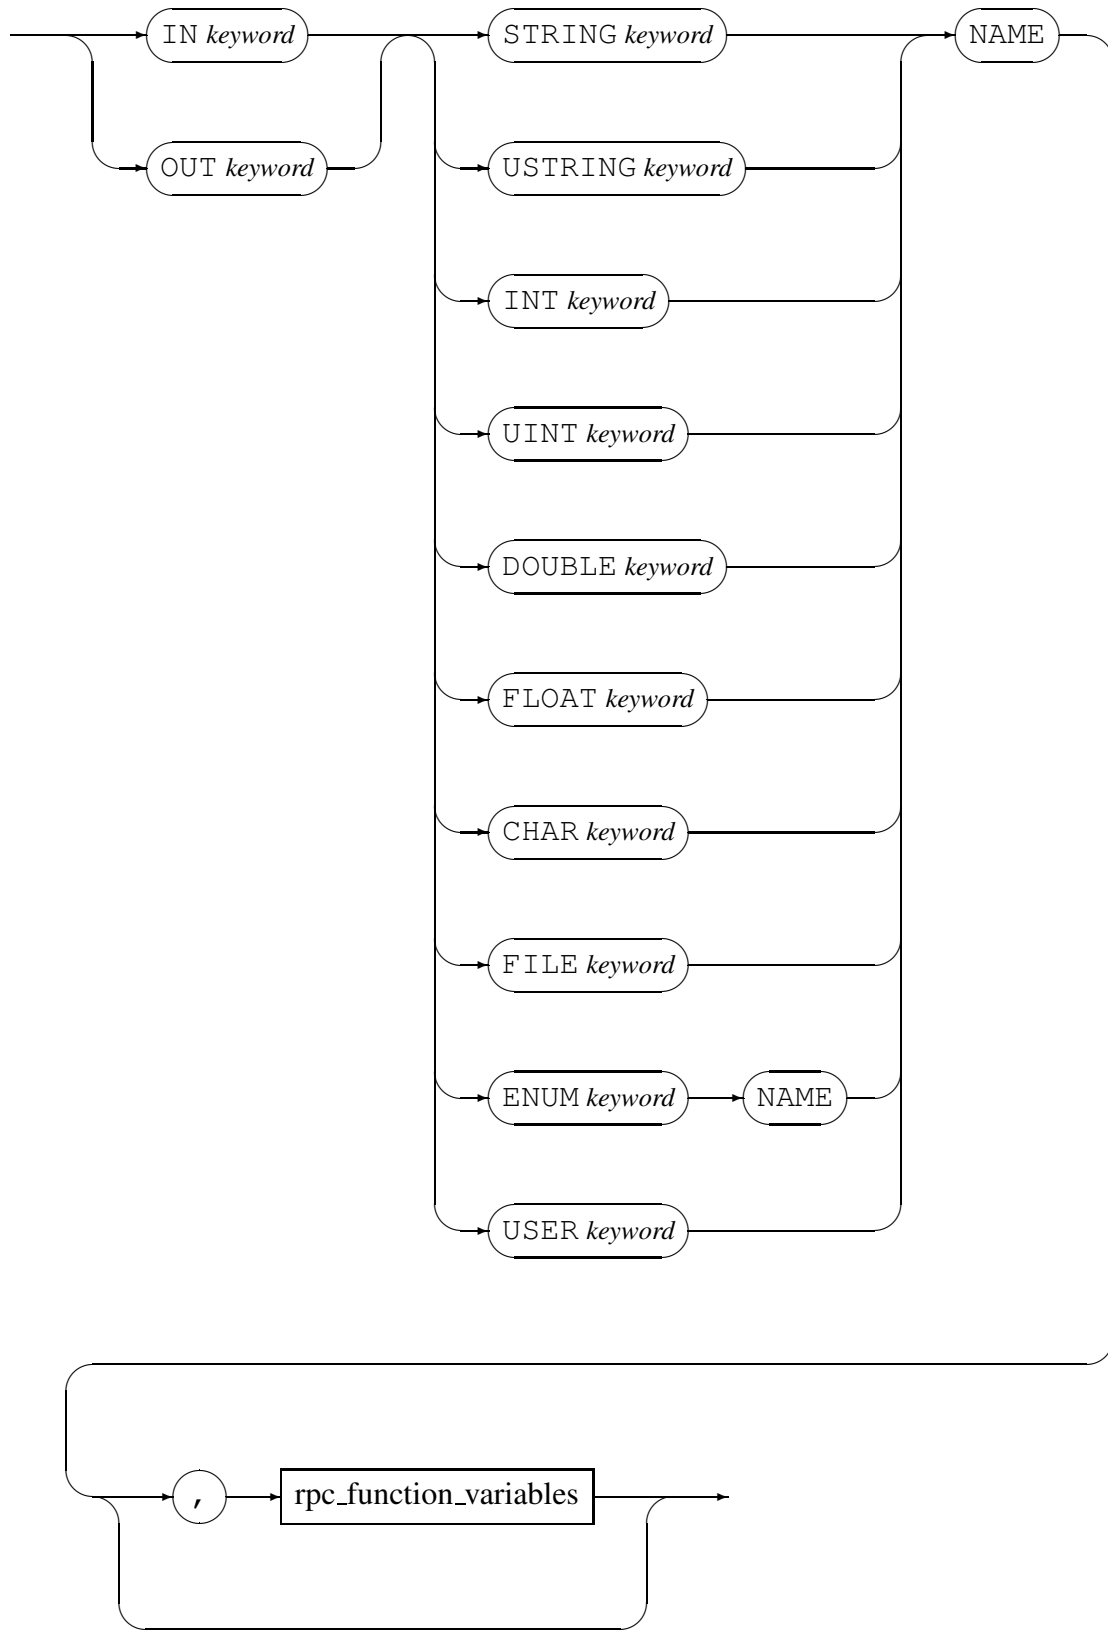 IN keyword STRING keyword NAME
OUT keyword USTRING keyword
INT keyword
UINT keyword
DOUBLE keyword
FLOAT keyword
CHAR keyword
FILE keyword
ENUM keyword NAME
USER keyword
, rpc_function_variables